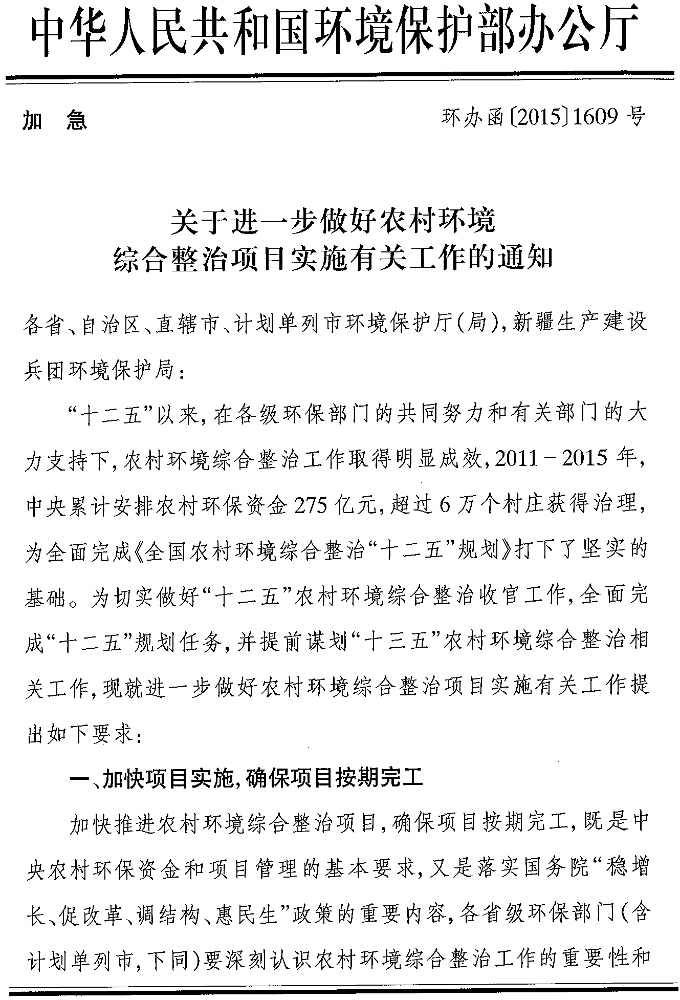 中华人民共和国环境保护部办公厅
加 急
环办函〔2015〕1609 号
关于进一步做好农村环境
综合整治项目实施有关工作的通知
各省、自治区、直辖市、计划单列市环境保护厅(局),新疆生产建设
兵团环境保护局:
“十二五”以来,在各级环保部门的共同努力和有关部门的大
力支持下,农村环境综合整治工作取得明显成效,2011－2015 年,
中央累计安排农村环保资金 275 亿元,超过 6 万个村庄获得治理,
为全面完成《全国农村环境综合整治“十二五”规划》打下了坚实的
基础。为切实做好“十二五”农村环境综合整治收官工作,全面完
成“十二五”规划任务,并提前谋划“十三五”农村环境综合整治相
关工作,现就进一步做好农村环境综合整治项目实施有关工作提
出如下要求:
一、加快项目实施,确保项目按期完工
加快推进农村环境综合整治项目,确保项目按期完工,既是中
央农村环保资金和项目管理的基本要求,又是落实国务院“稳增
长、促改革、调结构、惠民生”政策的重要内容,各省级环保部门(含
计划单列市,下同)要深刻认识农村环境综合整治工作的重要性和